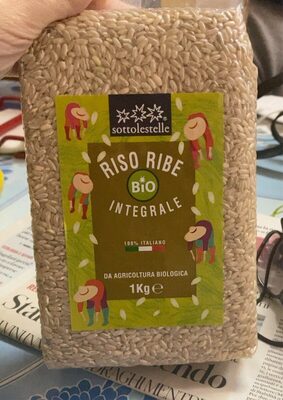 sottolestelle
RISO RIBE
BIO
INTEGRALE
100% ITALIANO
DA AGRICOLTURA BIOLOGICA
1Kg e